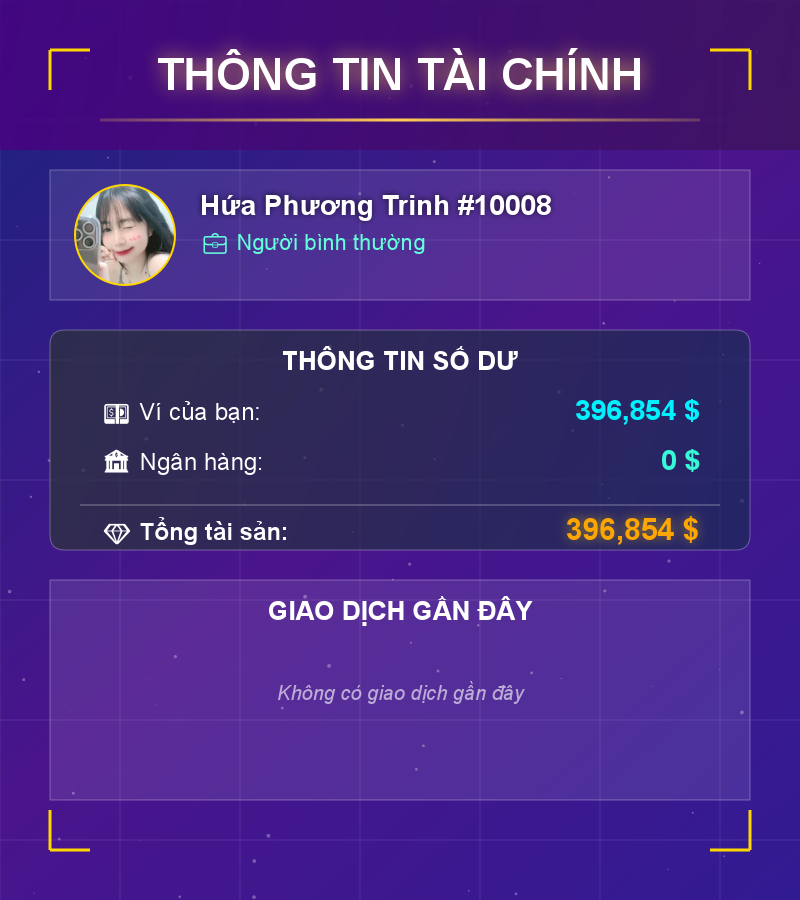 THÔNG TIN TÀI CHÍNH
Hứa Phương Trinh #10008
Người bình thường
THÔNG TIN SỐ DƯ
Ví của bạn: 396,854 $
Ngân hàng: 0 $
Tổng tài sản: 396,854 $
GIAO DỊCH GẦN ĐÂY
Không có giao dịch gần đây